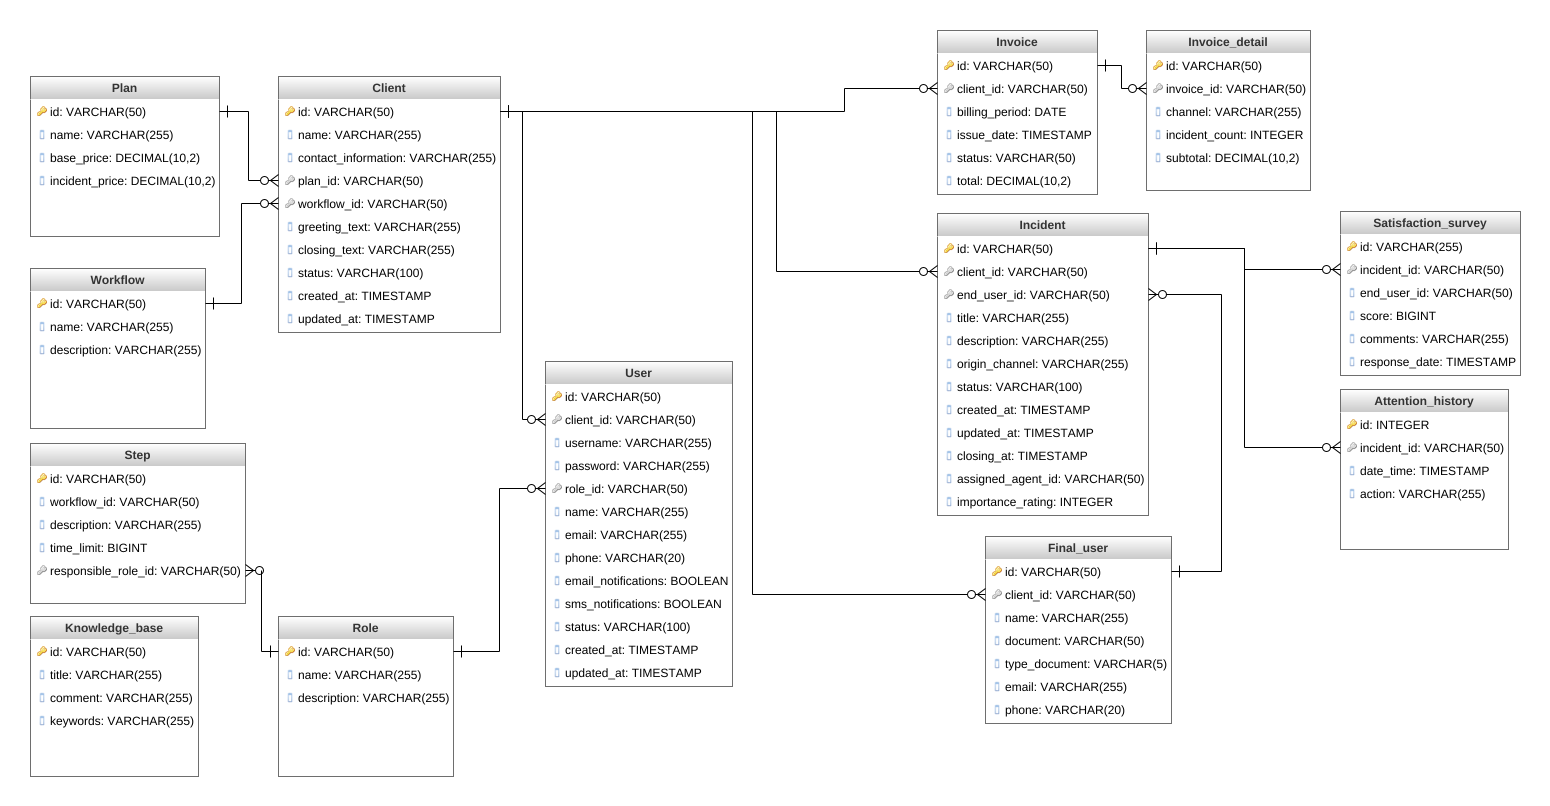 Plan
id: VARCHAR(50)
name: VARCHAR(255)
base_price: DECIMAL(10,2)
incident_price: DECIMAL(10,2)
Workflow
id: VARCHAR(50)
name: VARCHAR(255)
description: VARCHAR(255)
Step
id: VARCHAR(50)
workflow_id: VARCHAR(50)
description: VARCHAR(255)
time_limit: BIGINT
responsible_role_id: VARCHAR(50)
Knowledge_base
id: VARCHAR(50)
title: VARCHAR(255)
comment: VARCHAR(255)
keywords: VARCHAR(255)
Client
id: VARCHAR(50)
name: VARCHAR(255)
contact_information: VARCHAR(255)
plan_id: VARCHAR(50)
workflow_id: VARCHAR(50)
greeting_text: VARCHAR(255)
closing_text: VARCHAR(255)
status: VARCHAR(100)
created_at: TIMESTAMP
updated_at: TIMESTAMP
Role
id: VARCHAR(50)
name: VARCHAR(255)
description: VARCHAR(255)
User
id: VARCHAR(50)
client_id: VARCHAR(50)
username: VARCHAR(255)
password: VARCHAR(255)
role_id: VARCHAR(50)
name: VARCHAR(255)
email: VARCHAR(255)
phone: VARCHAR(20)
email_notifications: BOOLEAN
sms_notifications: BOOLEAN
status: VARCHAR(100)
created_at: TIMESTAMP
updated_at: TIMESTAMP
Invoice
id: VARCHAR(50)
client_id: VARCHAR(50)
billing_period: DATE
issue_date: TIMESTAMP
status: VARCHAR(50)
total: DECIMAL(10,2)
Invoice_detail
id: VARCHAR(50)
invoice_id: VARCHAR(50)
channel: VARCHAR(255)
incident_count: INTEGER
subtotal: DECIMAL(10,2)
Incident
id: VARCHAR(50)
client_id: VARCHAR(50)
end_user_id: VARCHAR(50)
title: VARCHAR(255)
description: VARCHAR(255)
origin_channel: VARCHAR(255)
status: VARCHAR(100)
created_at: TIMESTAMP
updated_at: TIMESTAMP
closing_at: TIMESTAMP
assigned_agent_id: VARCHAR(50)
importance_rating: INTEGER
Final_user
id: VARCHAR(50)
client_id: VARCHAR(50)
name: VARCHAR(255)
document: VARCHAR(50)
type_document: VARCHAR(5)
email: VARCHAR(255)
phone: VARCHAR(20)
Satisfaction_survey
id: VARCHAR(255)
incident_id: VARCHAR(50)
end_user_id: VARCHAR(50)
score: BIGINT
comments: VARCHAR(255)
response_date: TIMESTAMP
Attention_history
id: INTEGER
incident_id: VARCHAR(50)
date_time: TIMESTAMP
action: VARCHAR(255)